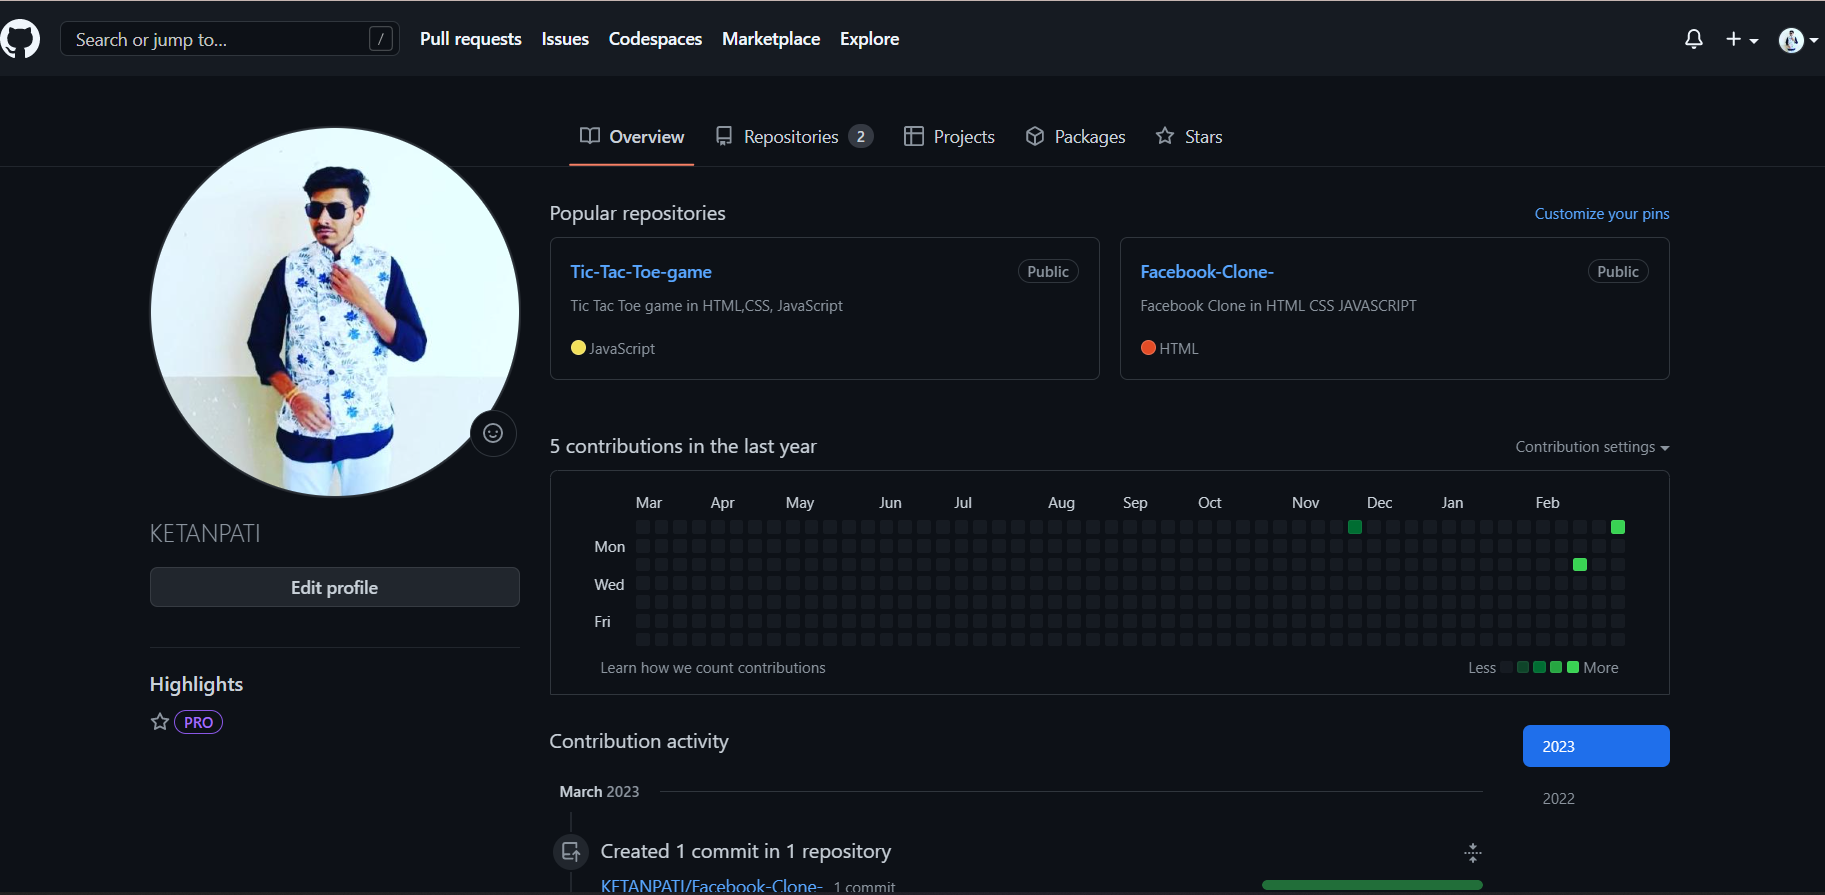 Search or jump to... /
Pull requests Issues Codespaces Marketplace Explore
Overview Repositories 2 Projects Packages Stars
Popular repositories Customize your pins
Tic-Tac-Toe-game Public
Tic Tac Toe game in HTML,CSS, JavaScript
JavaScript
Facebook-Clone- Public
Facebook Clone in HTML CSS JAVASCRIPT
HTML
5 contributions in the last year Contribution settings
Mar Apr May Jun Jul Aug Sep Oct Nov Dec Jan Feb
Mon
Wed
Fri
Learn how we count contributions Less More
KETANPATI
Edit profile
Highlights
PRO
Contribution activity
2023
2022
March 2023
Created 1 commit in 1 repository
KETANPATI/Facebook-Clone- 1 commit